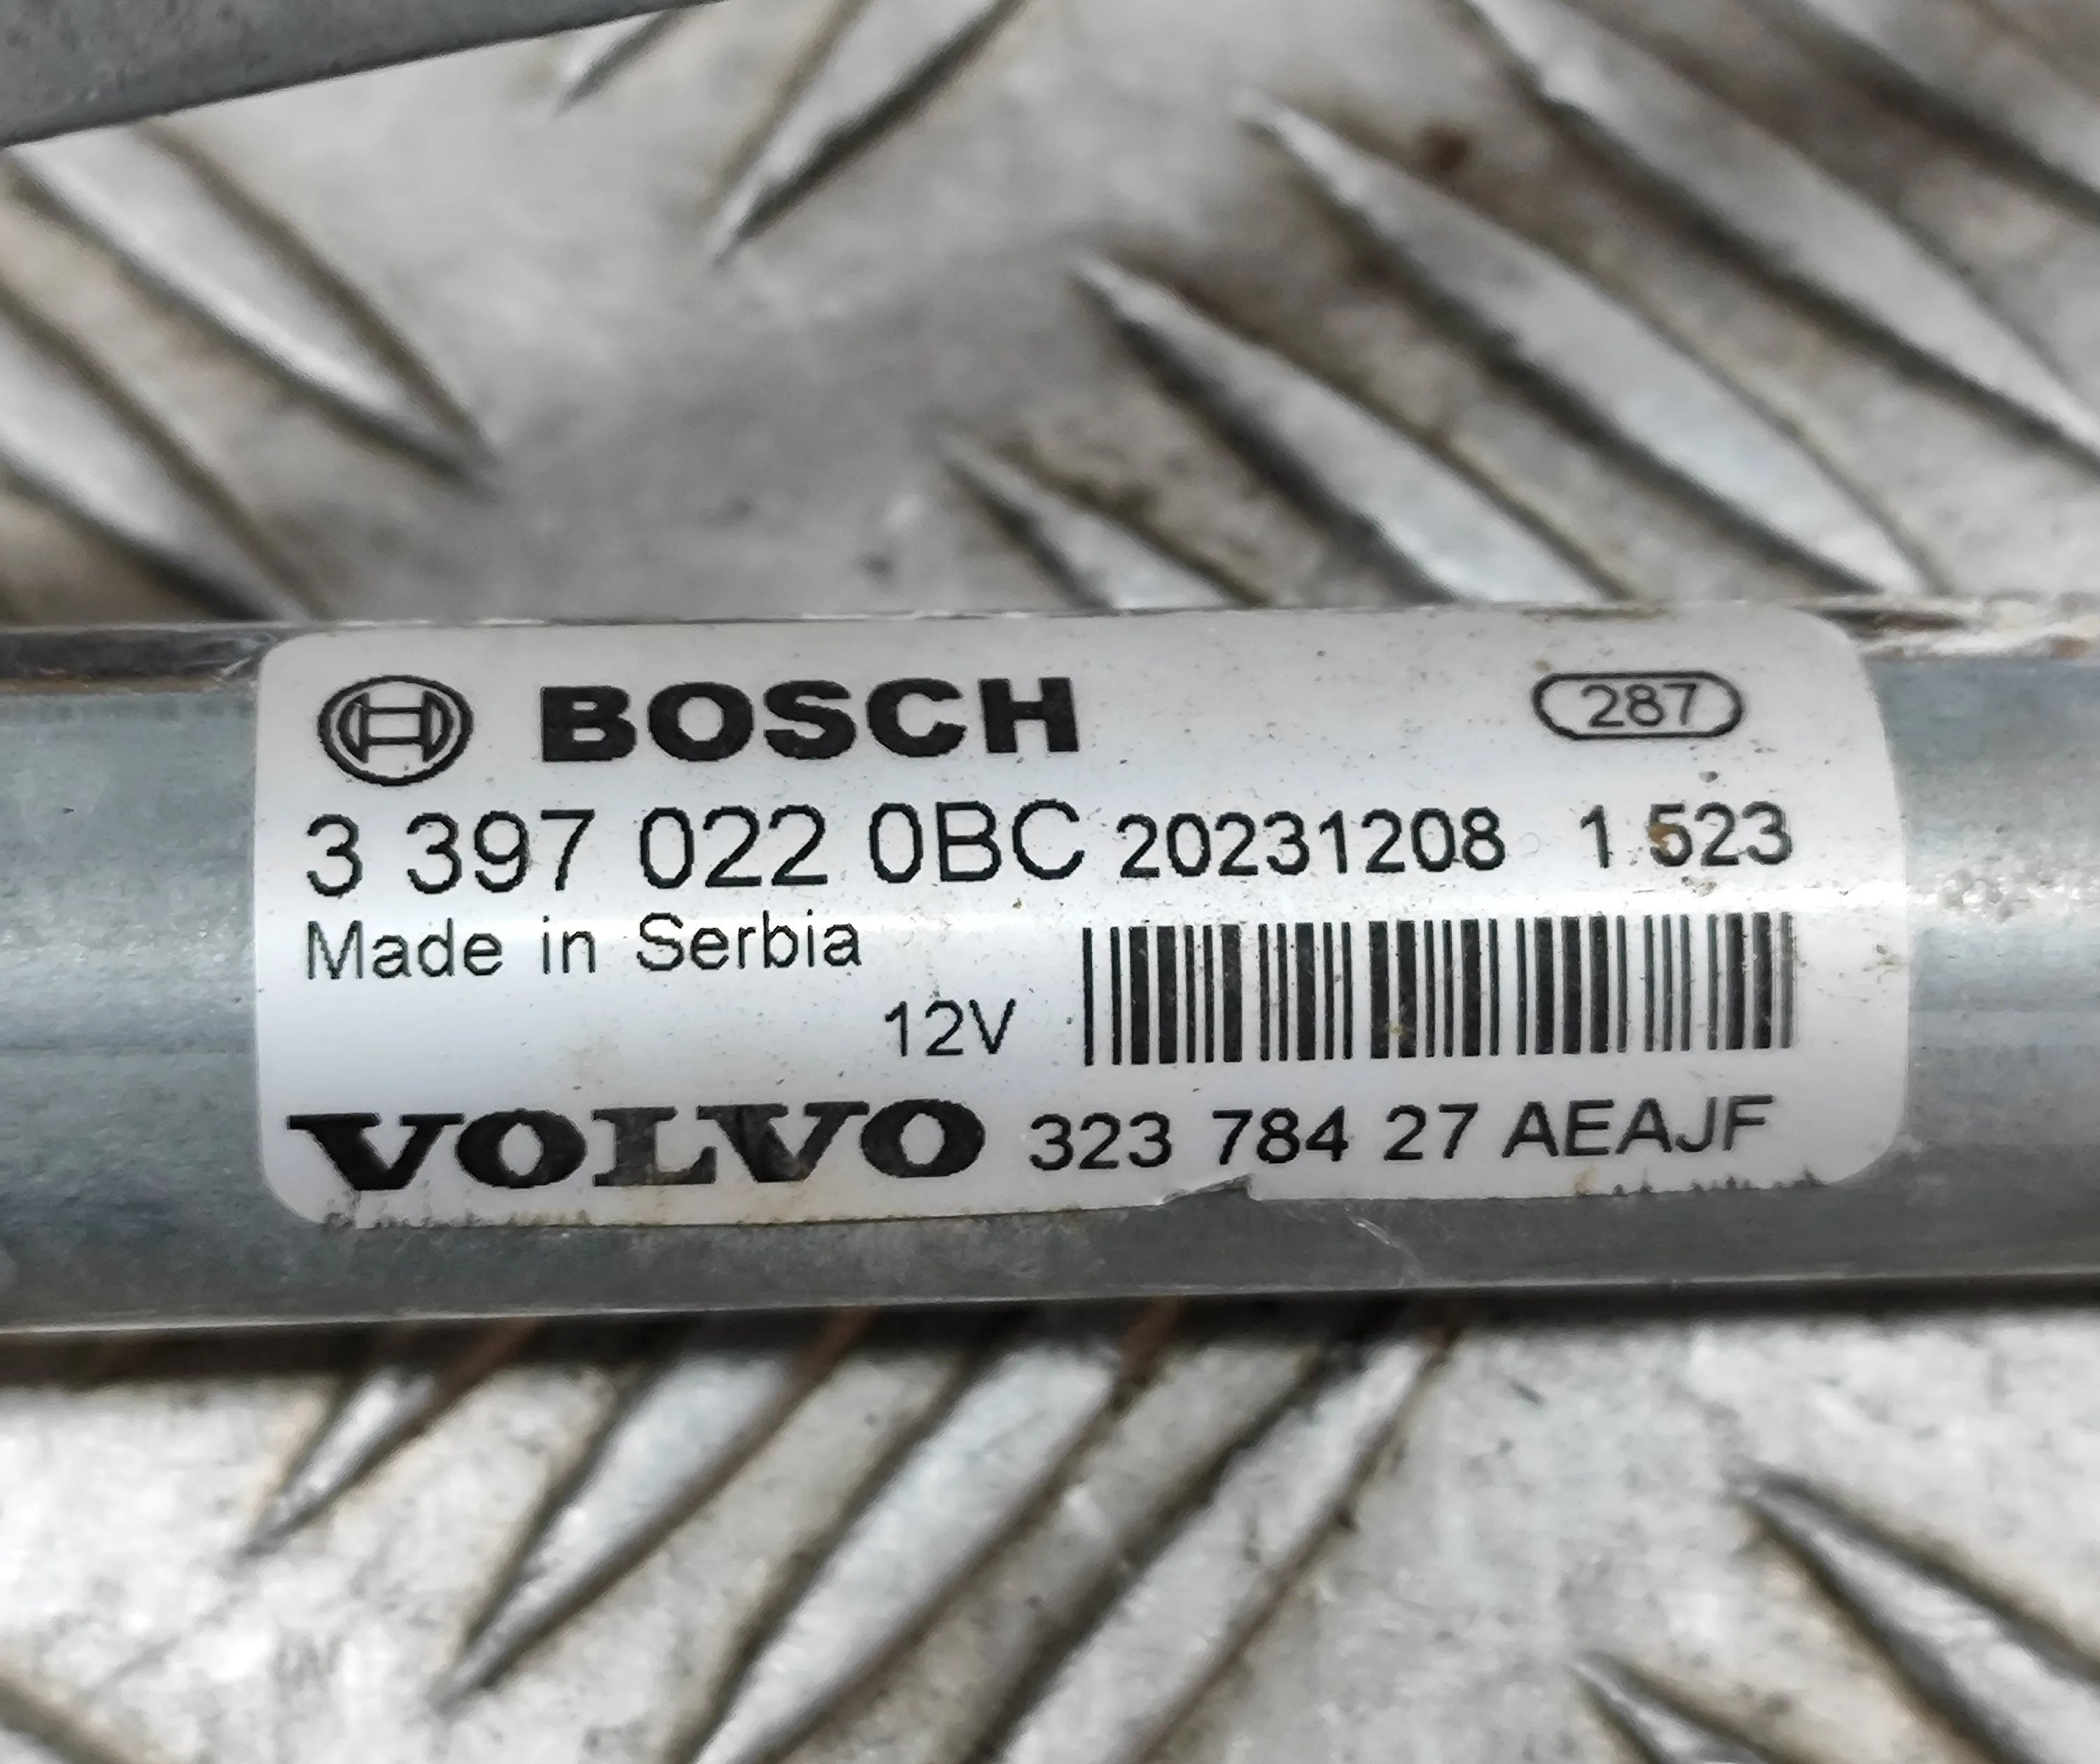 BOSCH 287
3 397 022 0BC 20231208 1 523
Made in Serbia
12V
VOLVO 323 784 27 AEAJF